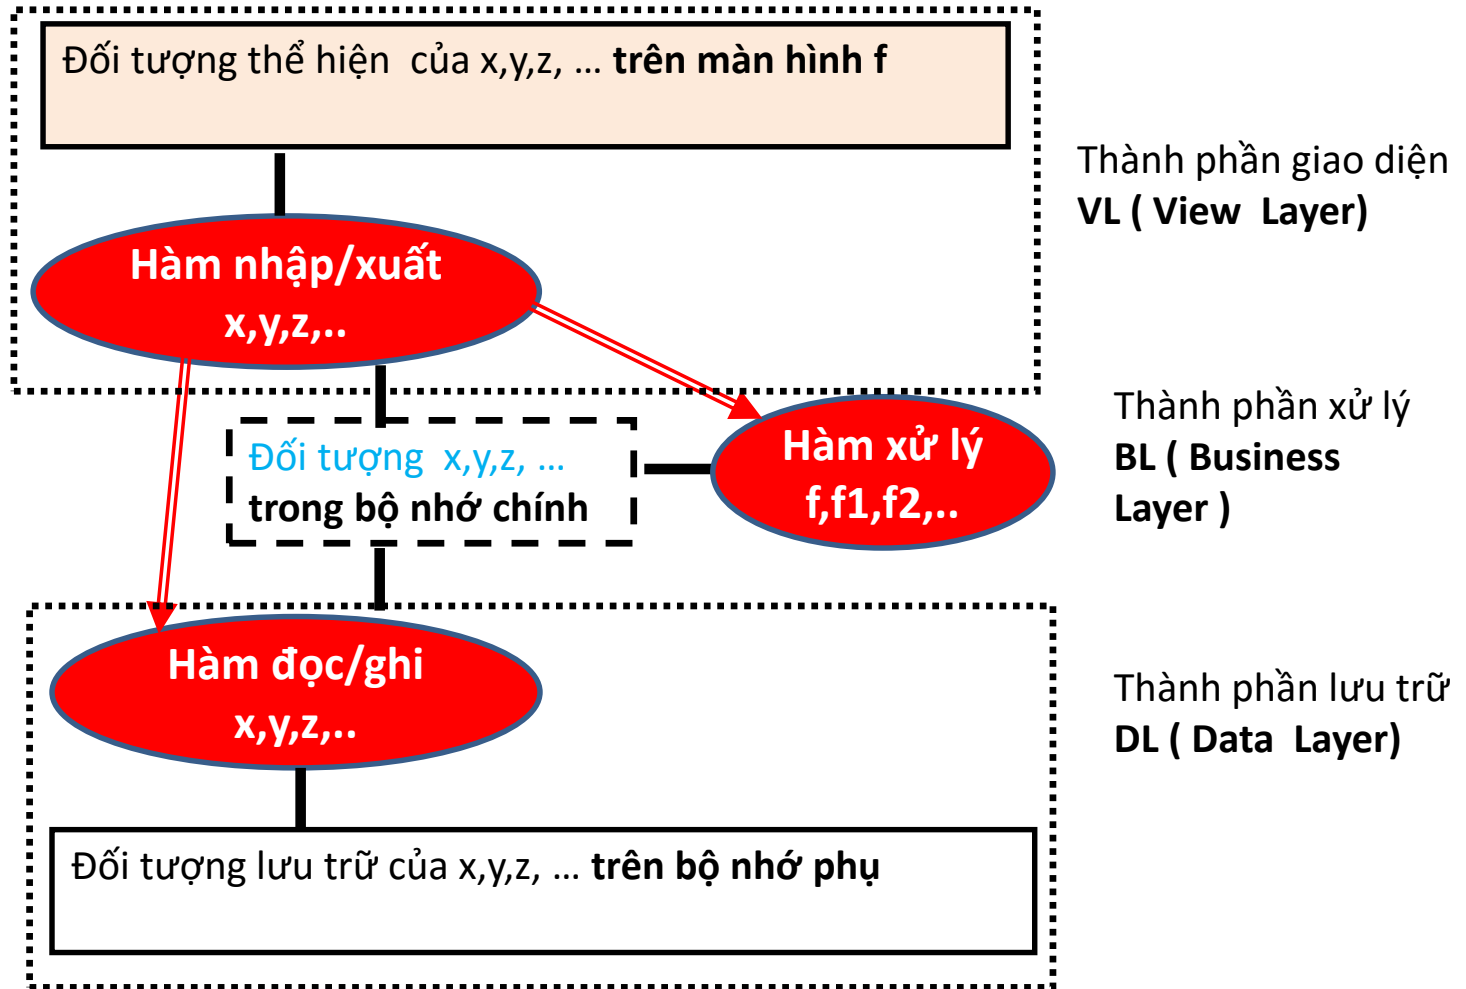 Đối tượng thể hiện của x,y,z, ... trên màn hình f
Thành phần giao diện
VL ( View Layer)
Hàm nhập/xuất
x,y,z,..
Thành phần xử lý
BL ( Business
Layer )
Đối tượng x,y,z, ...
trong bộ nhớ chính
Hàm xử lý
f,f1,f2,..
Hàm đọc/ghi
x,y,z,..
Thành phần lưu trữ
DL ( Data Layer)
Đối tượng lưu trữ của x,y,z, ... trên bộ nhớ phụ